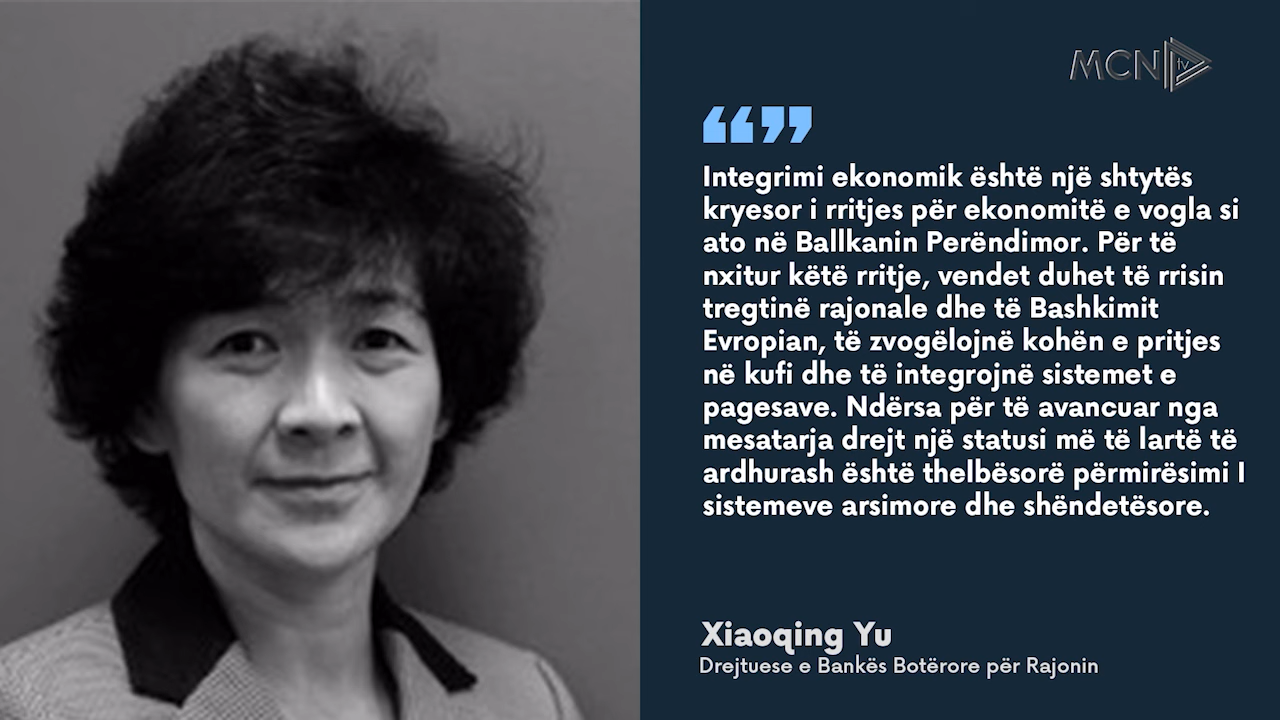 MCN tv
Integrimi ekonomik është një shtytës
kryesor i rritjes për ekonomitë e vogla si
ato në Ballkanin Perëndimor. Për të
nxitur këtë rritje, vendet duhet të rrisin
tregtinë rajonale dhe të Bashkimit
Evropian, të zvogëlojnë kohën e pritjes
në kufi dhe të integrojnë sistemet e
pagesave. Ndërsa për të avancuar nga
mesatarja drejt një statusi më të lartë të
ardhurash është thelbësorë përmirësimi I
sistemeve arsimore dhe shëndetësore.
Xiaoqing Yu
Drejtuese e Bankës Botërore për Rajonin